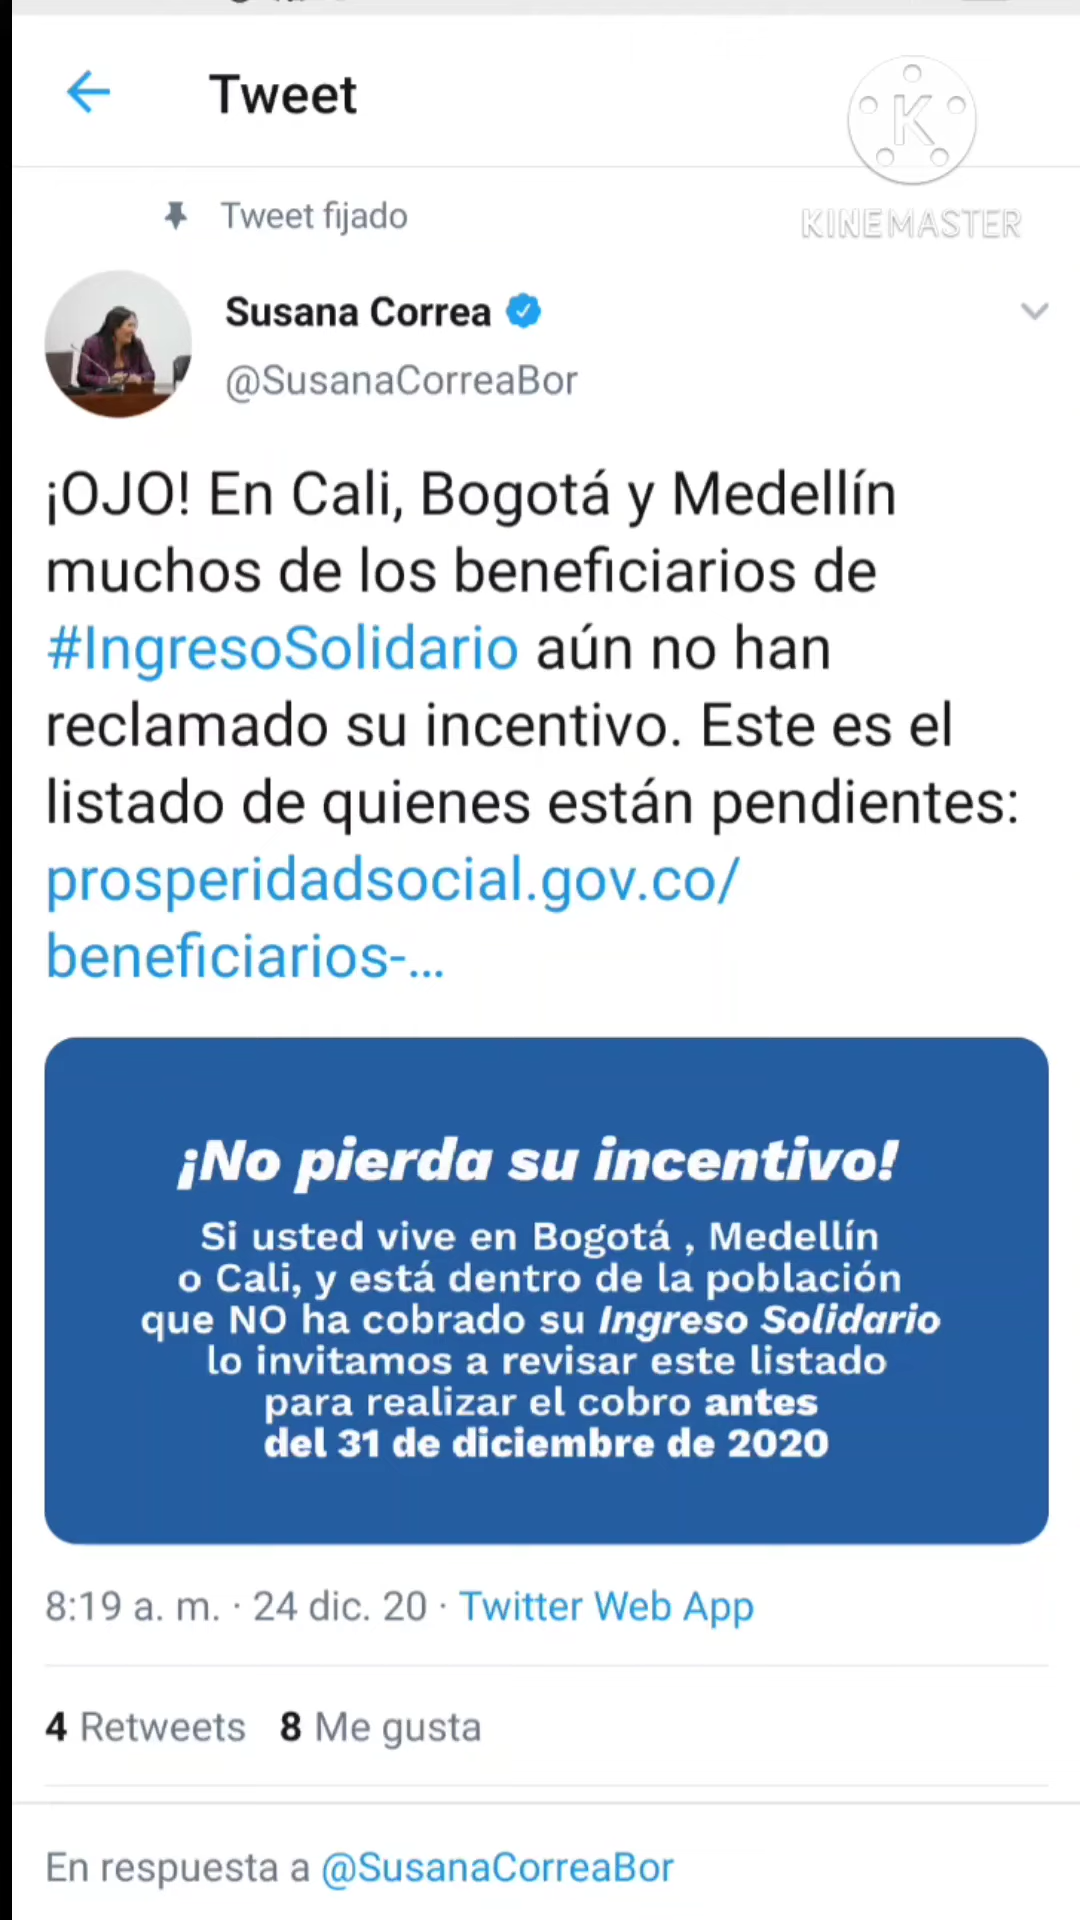 Tweet
K
KINEMASTER
Tweet fijado
Susana Correa
@SusanaCorreaBor
¡OJO! En Cali, Bogotá y Medellín
muchos de los beneficiarios de
#IngresoSolidario aún no han
reclamado su incentivo. Este es el
listado de quienes están pendientes:
prosperidadsocial.gov.co/
beneficiarios-...
¡No pierda su incentivo!
Si usted vive en Bogotá , Medellín
o Cali, y está dentro de la población
que NO ha cobrado su Ingreso Solidario
lo invitamos a revisar este listado
para realizar el cobro antes
del 31 de diciembre de 2020
8:19 a. m. · 24 dic. 20 · Twitter Web App
4 Retweets 8 Me gusta
En respuesta a @SusanaCorreaBor